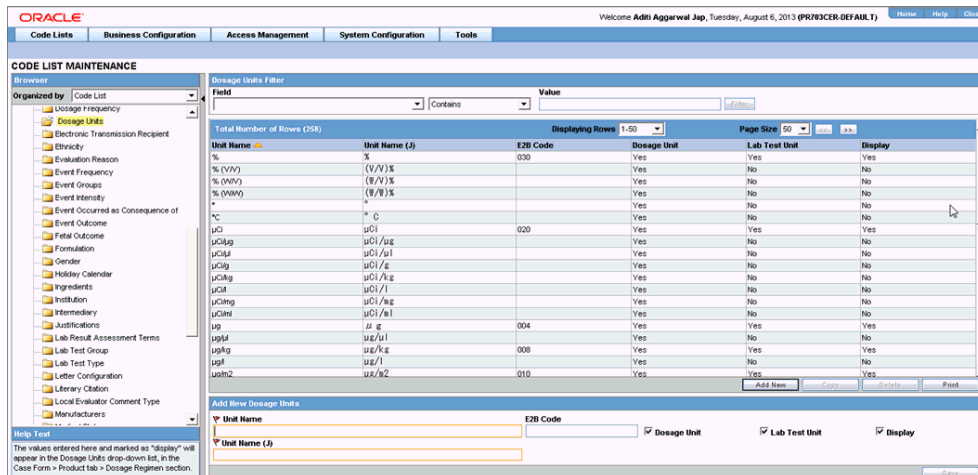 ORACLE
Welcome Aditi Aggarwal Jap, Tuesday, August 6, 2013 (PR703CER-DEFAULT)
Home Help Clos
Code Lists Business Configuration Access Management System Configuration Tools
CODE LIST MAINTENANCE
Browser
Organized by Code List
Dosage Frequency
Dosage Units
Electronic Transmission Recipient
Ethnicity
Evaluation Reason
Event Frequency
Event Groups
Event Intensity
Event Occurred as Consequence of
Event Outcome
Fetal Outcome
Formulation
Gender
Holiday Calendar
Ingredients
Institution
Intermediary
Justifications
Lab Result Assessment Terms
Lab Test Group
Lab Test Type
Letter Configuration
Literary Citation
Local Evaluator Comment Type
Manufacturers
Help Text
The values entered here and marked as "display" will
appear in the Dosage Units drop-down list, in the
Case Form > Product tab > Dosage Regimen section.
Dosage Units Filter
Field Value
Contains Filter
Total Number of Rows (258) Displaying Rows 1-50 Page Size 50 << >>
Unit Name Unit Name (J) E2B Code Dosage Unit Lab Test Unit Display
% % 030 Yes Yes Yes
% (V/V) (V/V)% Yes No No
% (W/V) (W/V)% Yes No No
% (W/W) (W/W)% Yes No No
° ° Yes No No
°C ° C Yes No No
µCi µCi 020 Yes Yes Yes
µCi/µg µCi/µg Yes No No
µCi/µl µCi/µl Yes No No
µCi/g µCi/g Yes No No
µCi/kg µCi/kg Yes No No
µCi/l µCi/l Yes No No
µCi/mg µCi/mg Yes No No
µCi/ml µCi/ml Yes No No
µg μ g 004 Yes Yes Yes
µg/µl µg/µl Yes No No
µg/kg µg/kg 008 Yes Yes Yes
µg/l µg/l Yes No No
µg/m2 µg/m2 010 Yes Yes Yes
Add New Copy Delete Print
Add New Dosage Units
Unit Name E2B Code
Dosage Unit Lab Test Unit Display
Unit Name (J)
Save